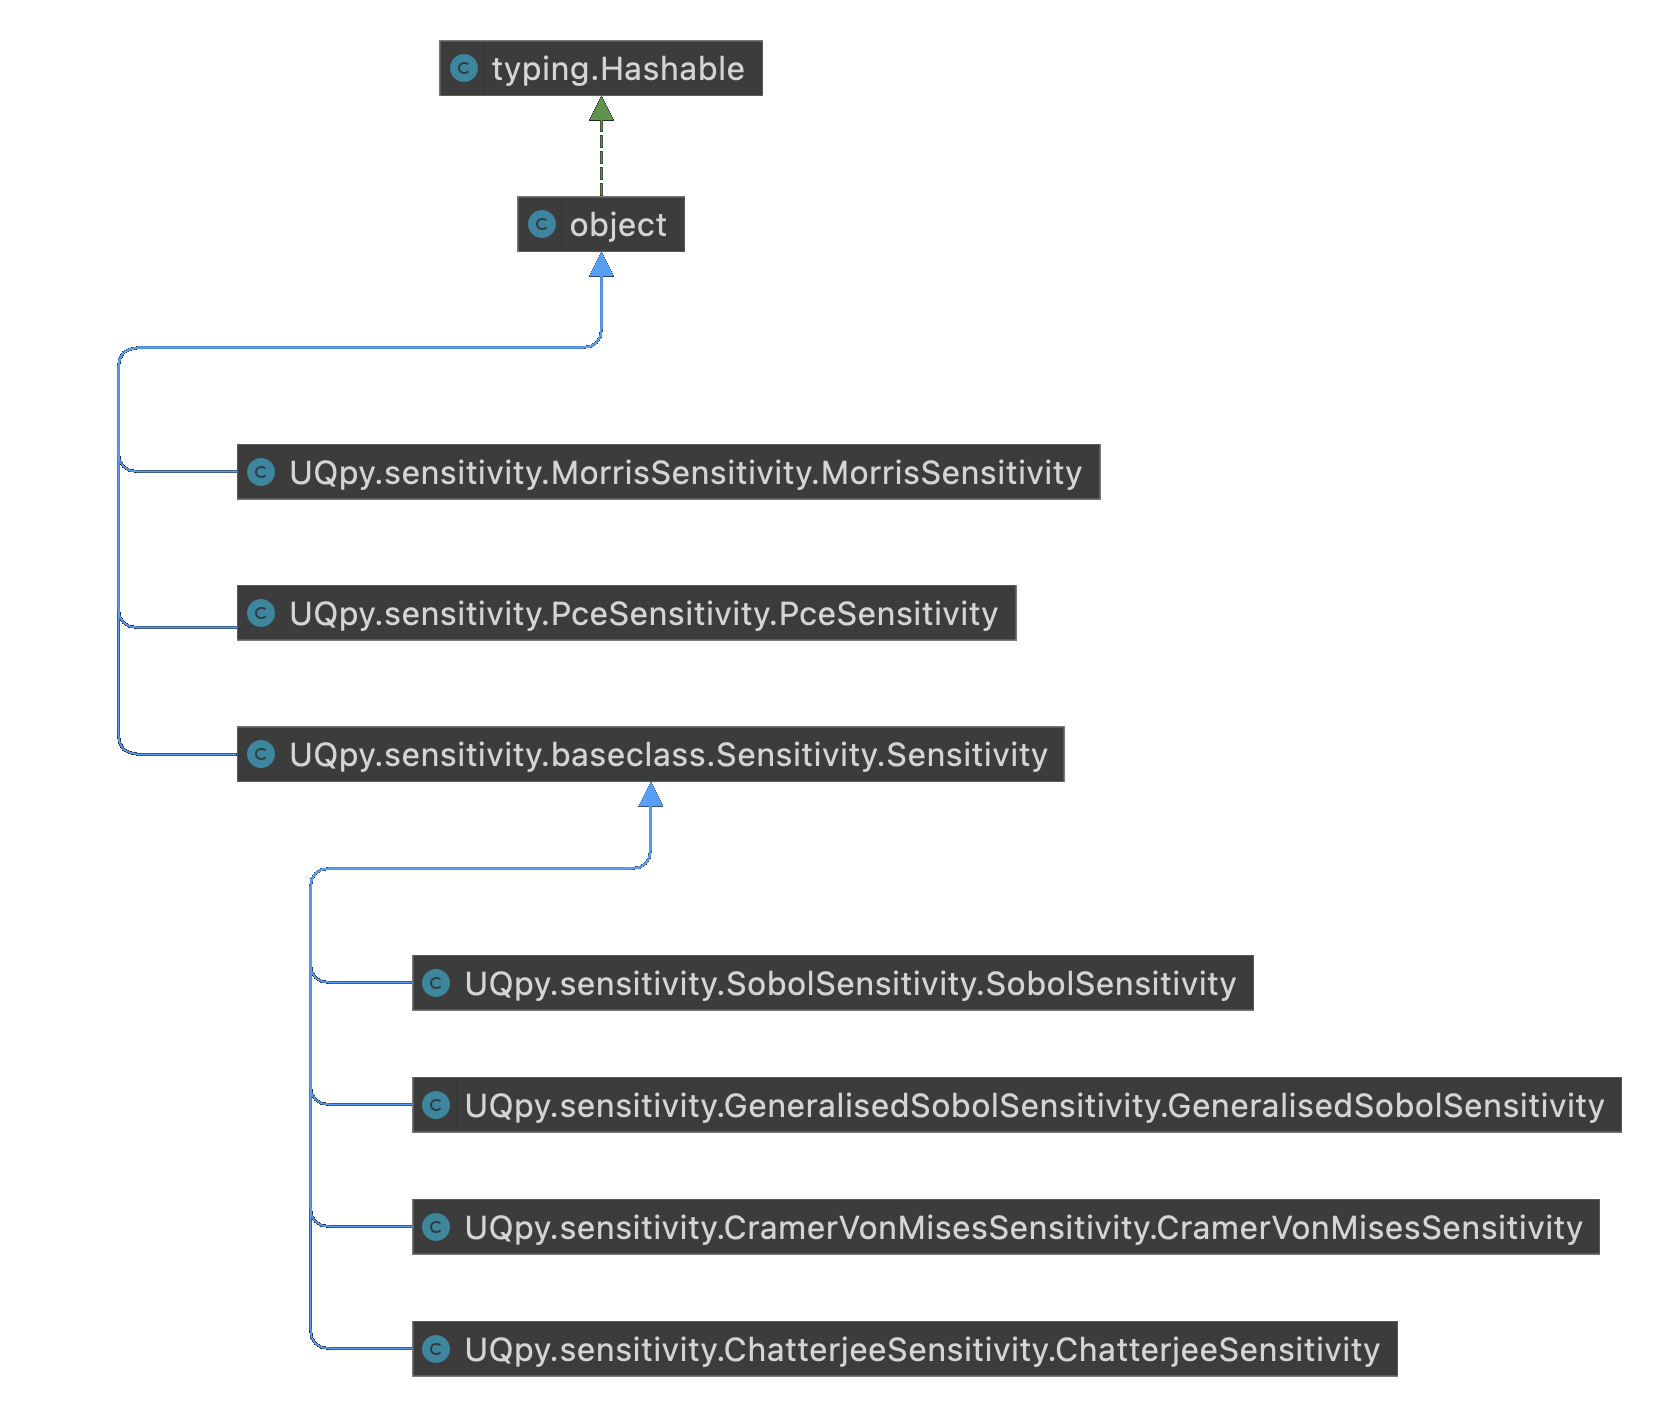 C typing.Hashable
C object
C UQpy.sensitivity.MorrisSensitivity.MorrisSensitivity
C UQpy.sensitivity.PceSensitivity.PceSensitivity
C UQpy.sensitivity.baseclass.Sensitivity.Sensitivity
C UQpy.sensitivity.SobolSensitivity.SobolSensitivity
C UQpy.sensitivity.GeneralisedSobolSensitivity.GeneralisedSobolSensitivity
C UQpy.sensitivity.CramerVonMisesSensitivity.CramerVonMisesSensitivity
C UQpy.sensitivity.ChatterjeeSensitivity.ChatterjeeSensitivity